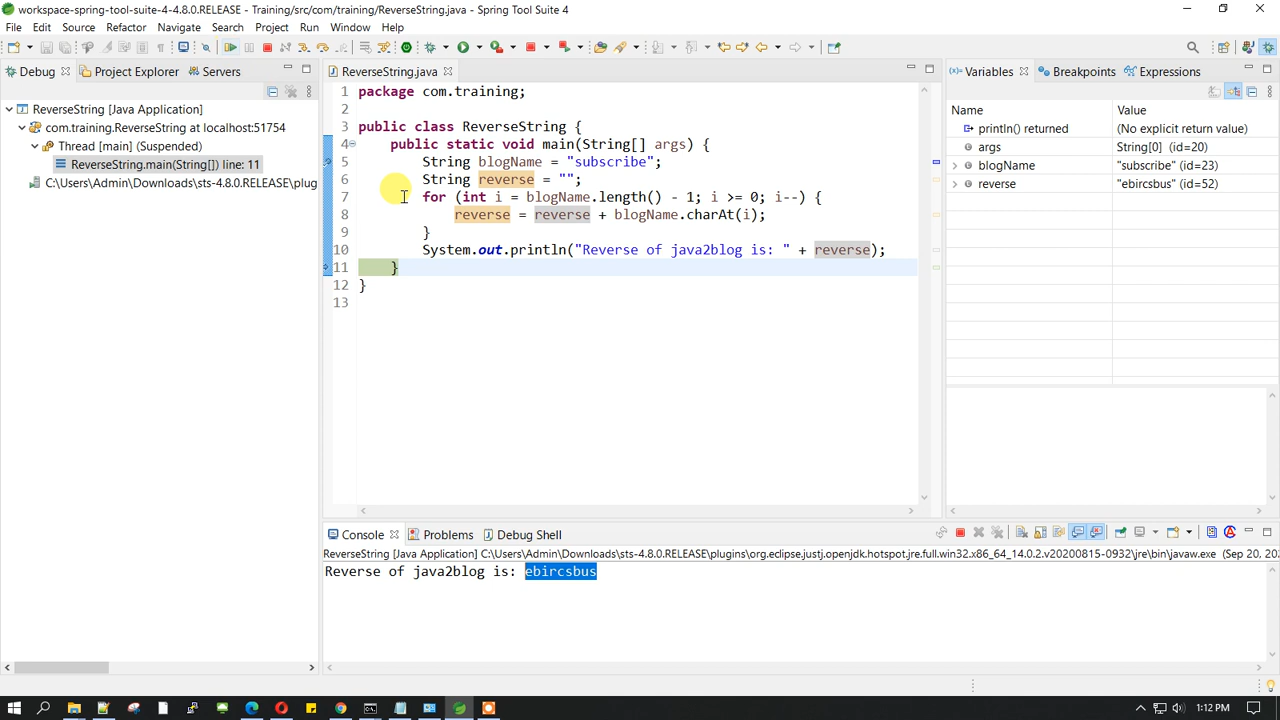 workspace-spring-tool-suite-4-4.8.0.RELEASE - Training/src/com/training/ReverseString.java - Spring Tool Suite 4
File Edit Source Refactor Navigate Search Project Run Window Help
Debug Project Explorer Servers
ReverseString [Java Application]
com.training.ReverseString at localhost:51754
Thread [main] (Suspended)
ReverseString.main(String[]) line: 11
C:\Users\Admin\Downloads\sts-4.8.0.RELEASE\plug
ReverseString.java
1 package com.training;
2
3 public class ReverseString {
4 public static void main(String[] args) {
5 String blogName = "subscribe";
6 String reverse = "";
7 for (int i = blogName.length() - 1; i >= 0; i--) {
8 reverse = reverse + blogName.charAt(i);
9 }
10 System.out.println("Reverse of java2blog is: " + reverse);
11 }
12 }
13
(x)= Variables Breakpoints Expressions
Name Value
println() returned (No explicit return value)
args String[0] (id=20)
blogName "subscribe" (id=23)
reverse "ebircsbus" (id=52)
Console Problems Debug Shell
ReverseString [Java Application] C:\Users\Admin\Downloads\sts-4.8.0.RELEASE\plugins\org.eclipse.justj.openjdk.hotspot.jre.full.win32.x86_64_14.0.2.v20200815-0932\jre\bin\javaw.exe (Sep 20, 20
Reverse of java2blog is: ebircsbus
1:12 PM